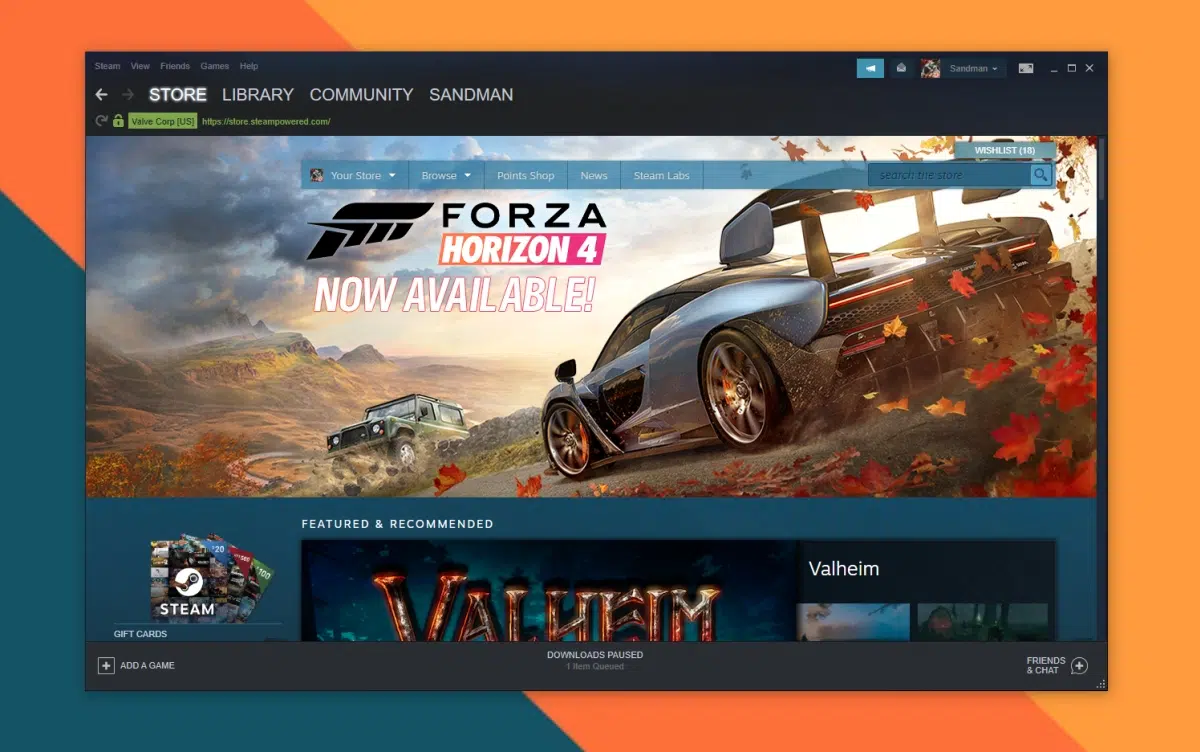 Steam View Friends Games Help
Sandman
STORE LIBRARY COMMUNITY SANDMAN
Valve Corp [US] https://store.steampowered.com/
WISHLIST (18)
Your Store Browse Points Shop News Steam Labs search the store
FORZA
HORIZON 4
NOW AVAILABLE!
FEATURED & RECOMMENDED
20
100
STEAM
GIFT CARDS
VALHEIM
Valheim
ADD A GAME
DOWNLOADS PAUSED
1 Item Queued
FRIENDS
& CHAT